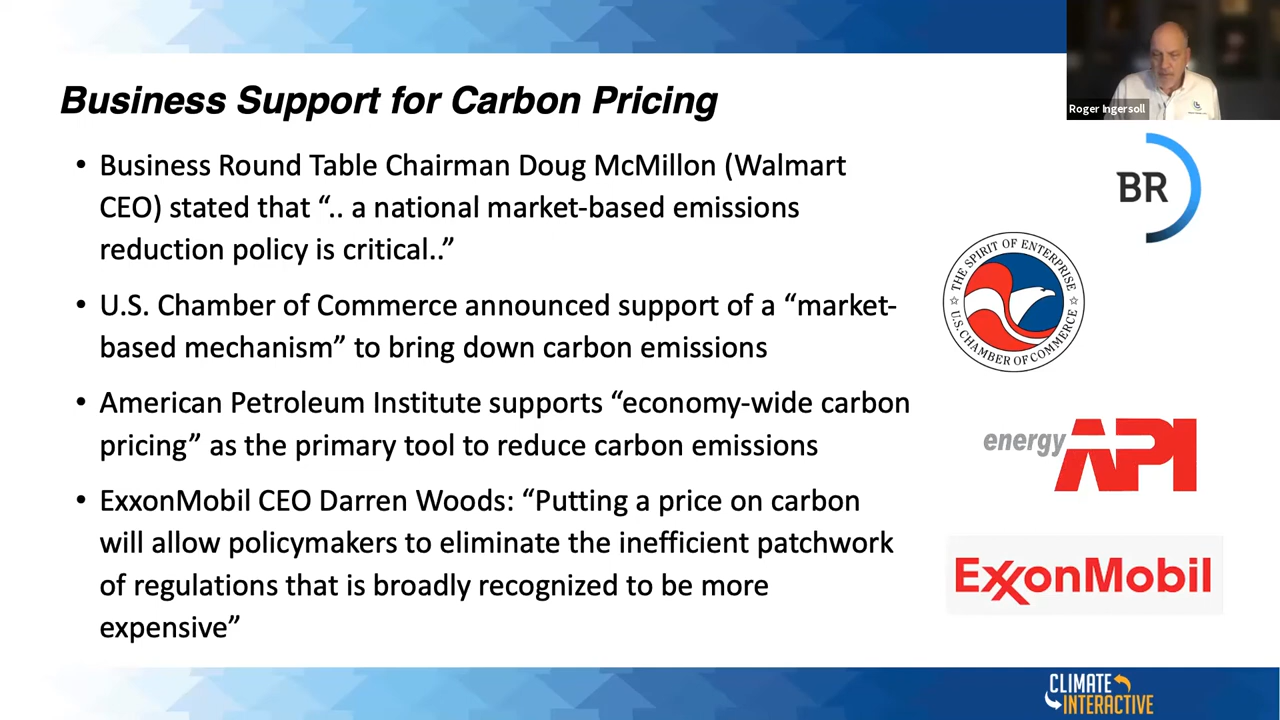 Business Support for Carbon Pricing
Roger Ingersoll
• Business Round Table Chairman Doug McMillon (Walmart
CEO) stated that “.. a national market-based emissions
reduction policy is critical..”
BR
• U.S. Chamber of Commerce announced support of a “market-
based mechanism” to bring down carbon emissions
THE SPIRIT OF ENTERPRISE
U.S. CHAMBER OF COMMERCE
• American Petroleum Institute supports “economy-wide carbon
pricing” as the primary tool to reduce carbon emissions
energy API
• ExxonMobil CEO Darren Woods: “Putting a price on carbon
will allow policymakers to eliminate the inefficient patchwork
of regulations that is broadly recognized to be more
expensive”
ExxonMobil
CLIMATE
INTERACTIVE